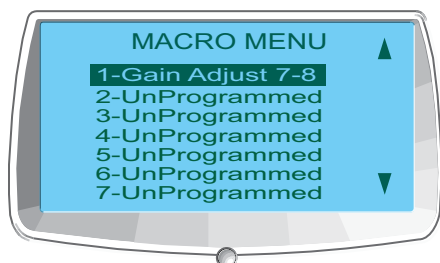 MACRO MENU
1-Gain Adjust 7-8
2-UnProgrammed
3-UnProgrammed
4-UnProgrammed
5-UnProgrammed
6-UnProgrammed
7-UnProgrammed